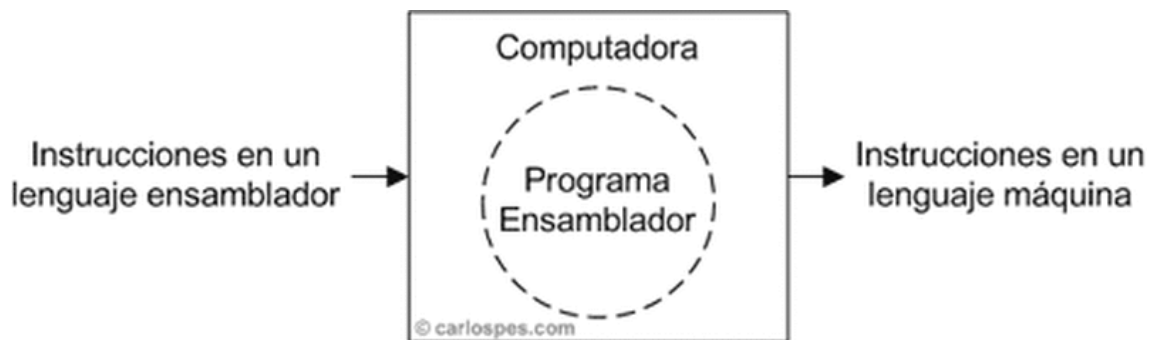 Computadora
Instrucciones en un
lenguaje ensamblador
Programa
Ensamblador
Instrucciones en un
lenguaje máquina
© carlospes.com